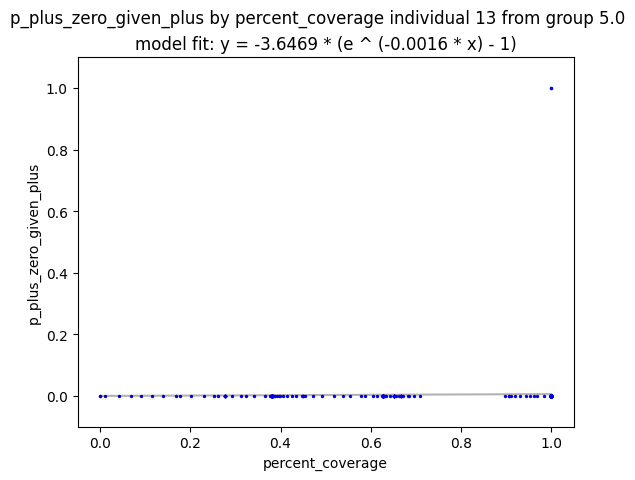 p_plus_zero_given_plus by percent_coverage individual 13 from group 5.0
model fit: y = -3.6469 * (e ^ (-0.0016 * x) - 1)
1.0
0.8
0.6
0.4
0.2
0.0
p_plus_zero_given_plus
0.0 0.2 0.4 0.6 0.8 1.0
percent_coverage